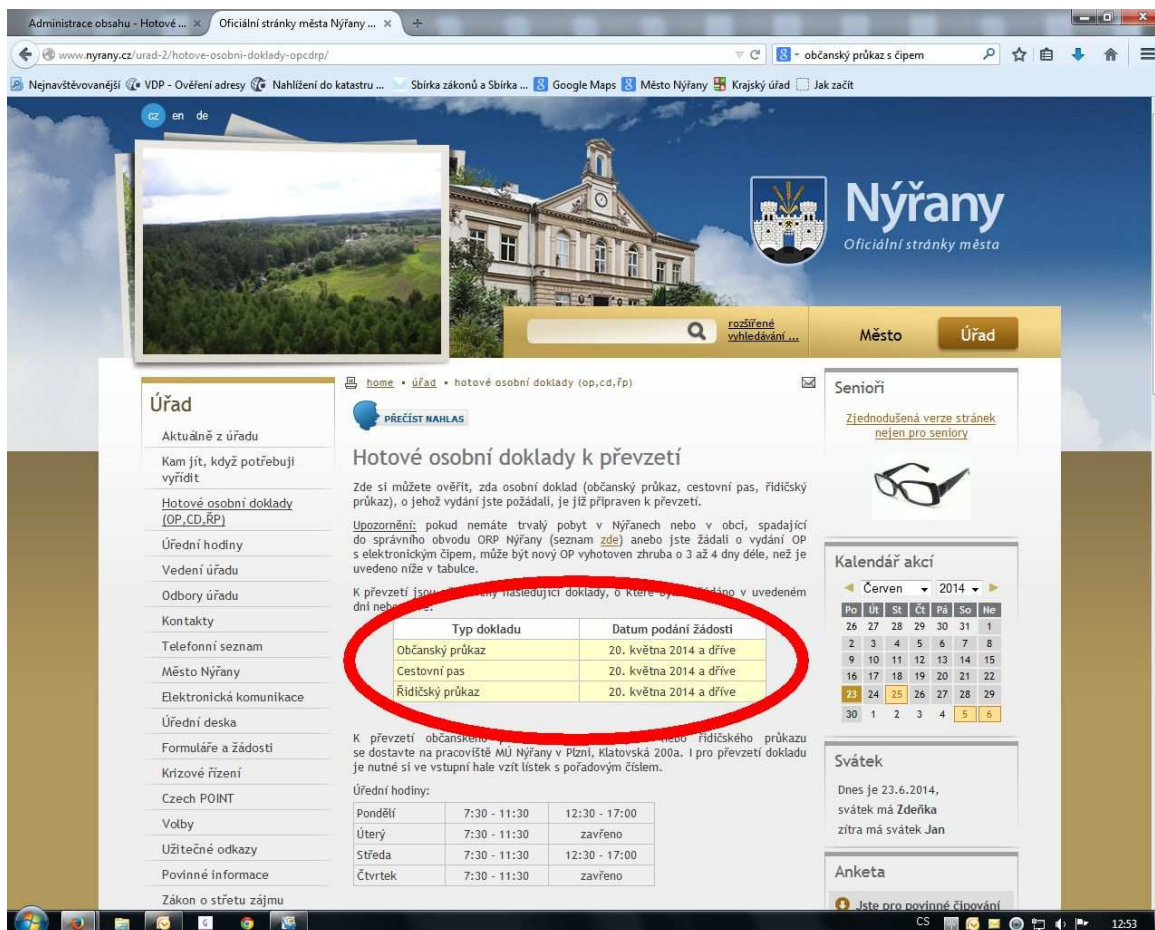 Administrace obsahu - Hotové ... ×
Oficiální stránky města Nýřany ... ×
+
www.nyrany.cz/urad-2/hotove-osobni-doklady-opcdrp/
občanský průkaz s čipem
Nejnavštěvovanější VDP - Ověření adresy Nahlížení do katastru ... Sbírka zákonů a Sbírka ... Google Maps Město Nýřany Krajský úřad Jak začít
cz en de
Nýřany
Oficiální stránky města
rozšířené
vyhledávání ...
Město Úřad
home • úřad • hotové osobní doklady (op,cd,řp)
PŘEČÍST NAHLAS
Úřad
Aktuálně z úřadu
Kam jít, když potřebuji
vyřídit
Hotové osobní doklady
(OP,CD,ŘP)
Úřední hodiny
Vedení úřadu
Odbory úřadu
Kontakty
Telefonní seznam
Město Nýřany
Elektronická komunikace
Úřední deska
Formuláře a žádosti
Krizové řízení
Czech POINT
Volby
Užitečné odkazy
Povinné informace
Zákon o střetu zájmu
Hotové osobní doklady k převzetí
Zde si můžete ověřit, zda osobní doklad (občanský průkaz, cestovní pas, řidičský
průkaz), o jehož vydání jste požádali, je již připraven k převzetí.
Upozornění: pokud nemáte trvalý pobyt v Nýřanech nebo v obci, spadající
do správního obvodu ORP Nýřany (seznam zde) anebo jste žádali o vydání OP
s elektronickým čipem, může být nový OP vyhotoven zhruba o 3 až 4 dny déle, než je
uvedeno níže v tabulce.
K převzetí jsou následující doklady, o které v uvedeném
dni
Typ dokladu Datum podání žádosti
Občanský průkaz 20. května 2014 a dříve
Cestovní pas 20. května 2014 a dříve
Řidičský průkaz 20. května 2014 a dříve
K převzetí občanského nebo řidičského průkazu
se dostavte na pracoviště MÚ Nýřany v Plzni, Klatovská 200a. I pro převzetí dokladu
je nutné si ve vstupní hale vzít lístek s pořadovým číslem.
Úřední hodiny:
Pondělí 7:30 - 11:30 12:30 - 17:00
Úterý 7:30 - 11:30 zavřeno
Středa 7:30 - 11:30 12:30 - 17:00
Čtvrtek 7:30 - 11:30 zavřeno
Senioři
Zjednodušená verze stránek
nejen pro seniory
Kalendář akcí
Červen 2014
Po Út St Čt Pá So Ne
26 27 28 29 30 31 1
2 3 4 5 6 7 8
9 10 11 12 13 14 15
16 17 18 19 20 21 22
23 24 25 26 27 28 29
30 1 2 3 4 5 6
Svátek
Dnes je 23.6.2014,
svátek má Zdeňka
zítra má svátek Jan
Anketa
Jste pro povinné čipování
CS 12:53